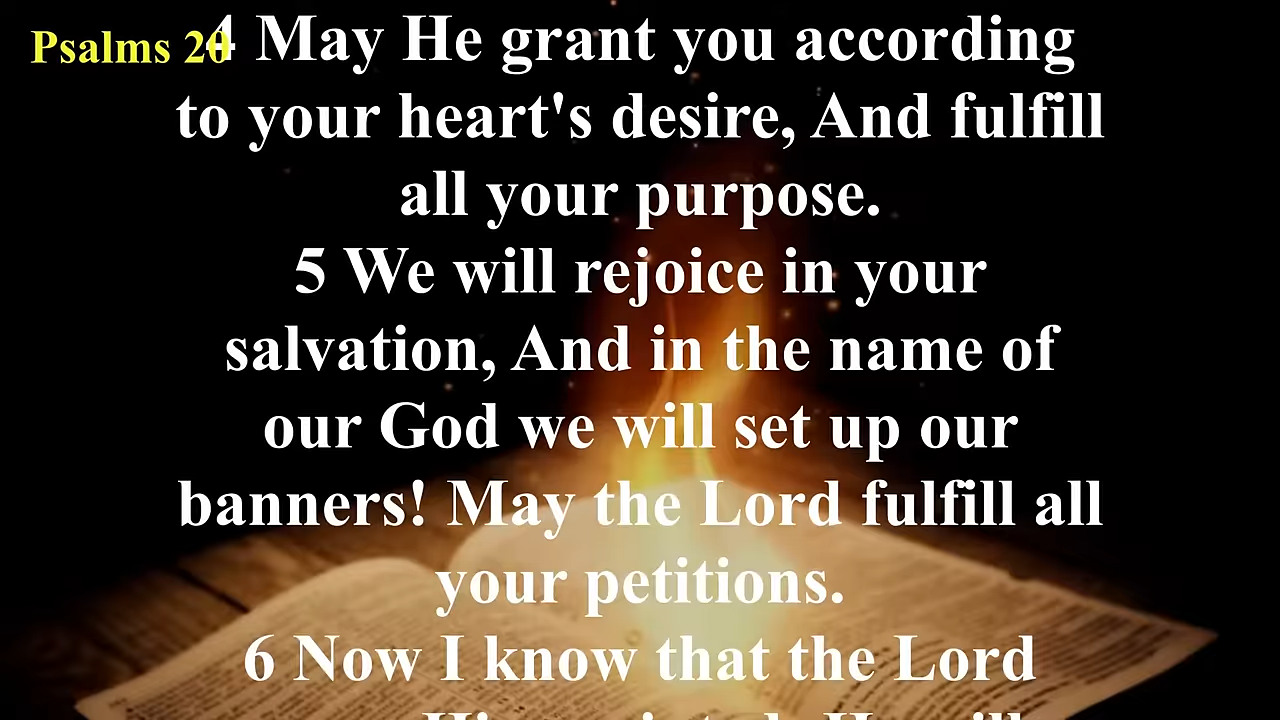 Psalms 20
4 May He grant you according
to your heart's desire, And fulfill
all your purpose.
5 We will rejoice in your
salvation, And in the name of
our God we will set up our
banners! May the Lord fulfill all
your petitions.
6 Now I know that the Lord